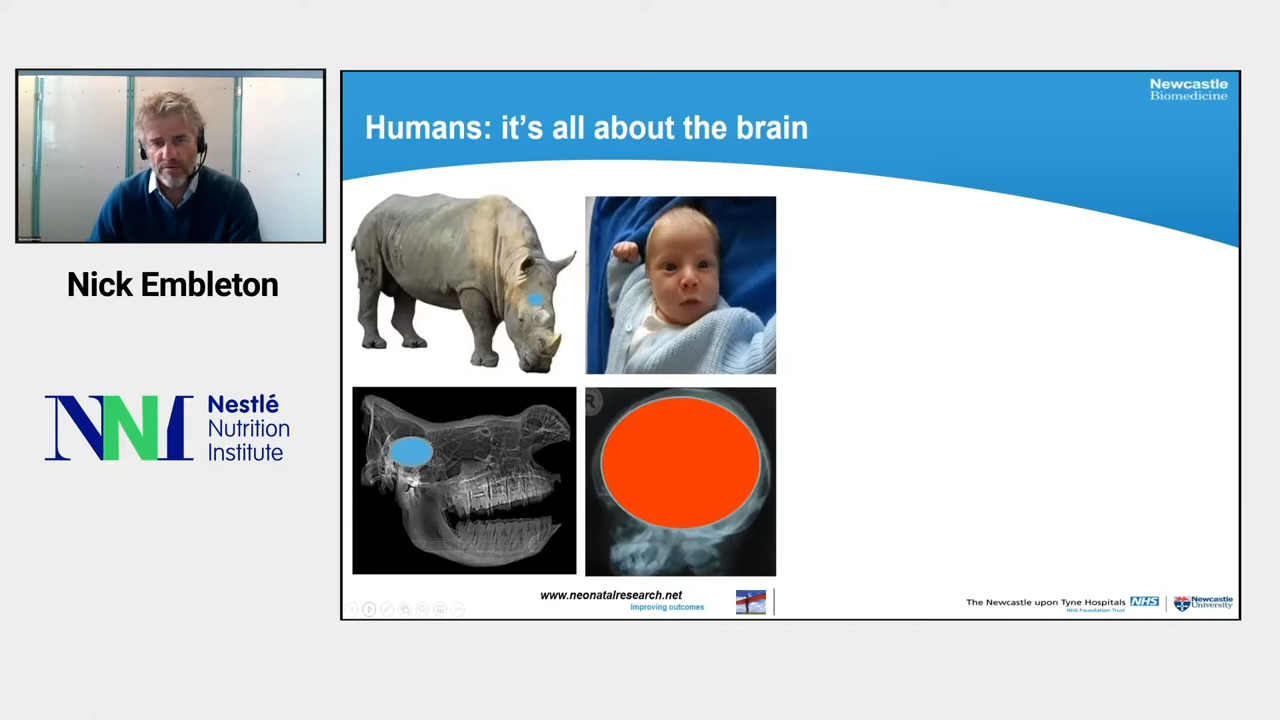 Newcastle
Biomedicine
Humans: it's all about the brain
Nick Embleton
NNI
Nestlé
Nutrition
Institute
R
www.neonatalresearch.net
Improving outcomes
The Newcastle upon Tyne Hospitals NHS
NHS Foundation Trust
Newcastle
University